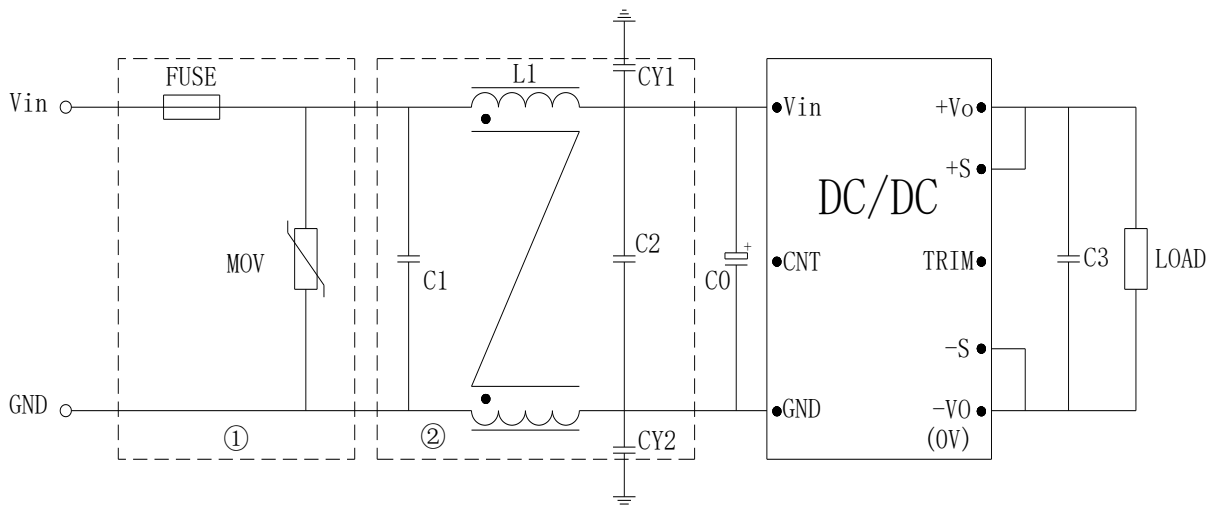 FUSE
L1
CY1
Vin
Vin
+Vo
+S
DC/DC
MOV
C1
C2
+
C0
CNT
TRIM
C3
LOAD
-S
GND
GND
-VO
(0V)
①
②
CY2